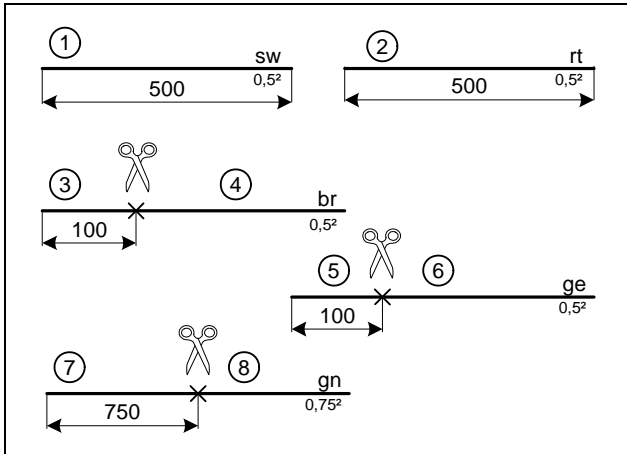 ① sw ② rt
0,5² 0,5²
500 500
③ ④ br
100 0,5²
⑤ ⑥ ge
100 0,5²
⑦ ⑧ gn
750 0,75²